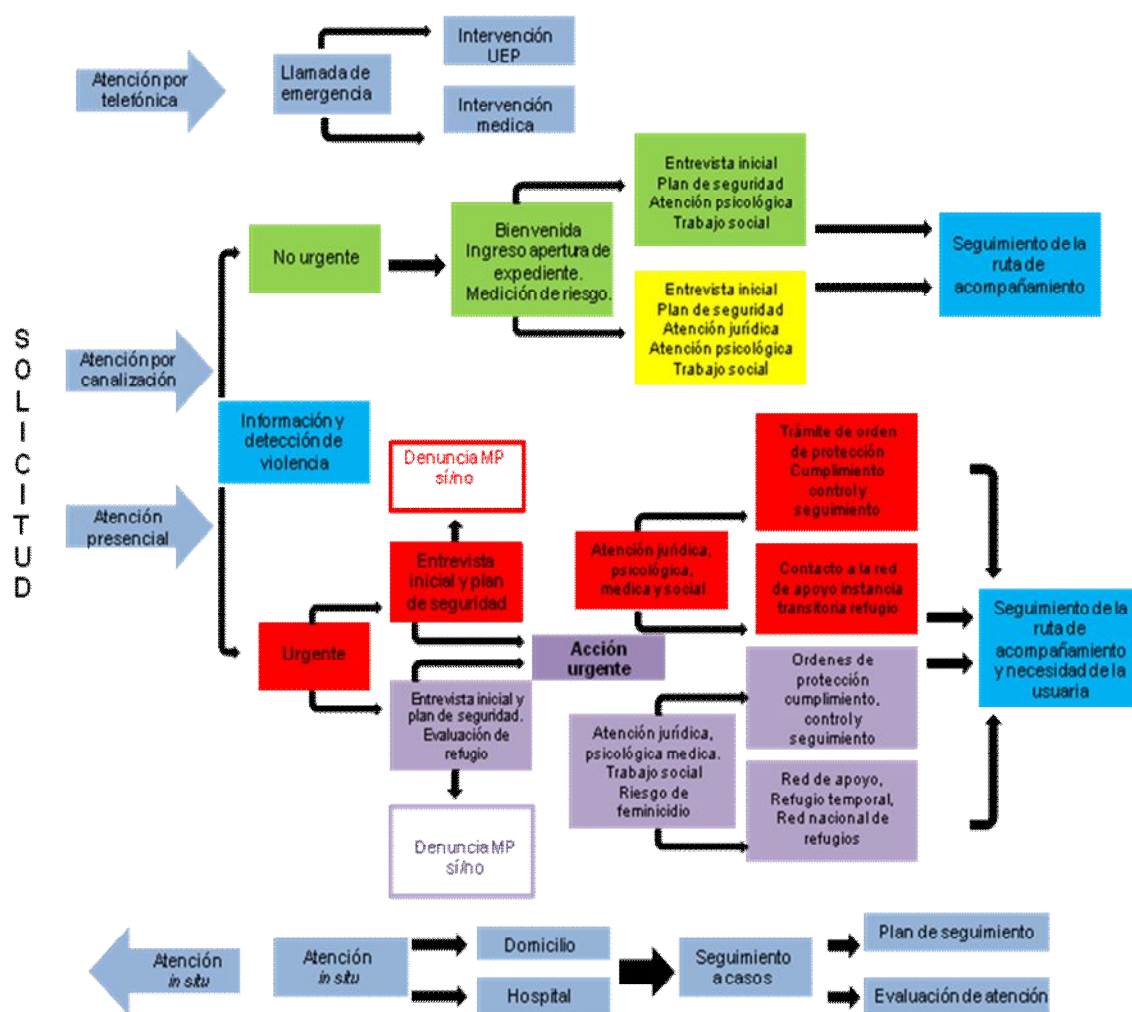 SOLICITUD
Atención por
telefónica
Llamada de
emergencia
Intervención
UEP
Intervención
medica
Atención por
canalización
Atención
presencial
Información y
detección de
violencia
No urgente
Bienvenida
Ingreso apertura de
expediente.
Medición de riesgo.
Entrevista inicial
Plan de seguridad
Atención psicológica
Trabajo social
Entrevista inicial
Plan de seguridad
Atención jurídica
Atención psicológica
Trabajo social
Seguimiento de la
ruta de
acompañamiento
Urgente
Denuncia MP
sí/no
Entrevista
inicial y plan
de seguridad
Acción
urgente
Entrevista inicial y
plan de seguridad.
Evaluación de
refugio
Denuncia MP
sí/no
Atención jurídica,
psicológica,
medica y social
Trámite de orden
de protección
Cumplimiento
control y
seguimiento
Contacto a la red
de apoyo instancia
transitoria refugio
Atención jurídica,
psicológica medica.
Trabajo social
Riesgo de
feminicidio
Ordenes de
protección
cumplimiento,
control y
seguimiento
Red de apoyo,
Refugio temporal,
Red nacional de
refugios
Seguimiento de la
ruta de
acompañamiento
y necesidad de la
usuaria
Atención
in situ
Atención
in situ
Domicilio
Hospital
Seguimiento
a casos
Plan de seguimiento
Evaluación de atención